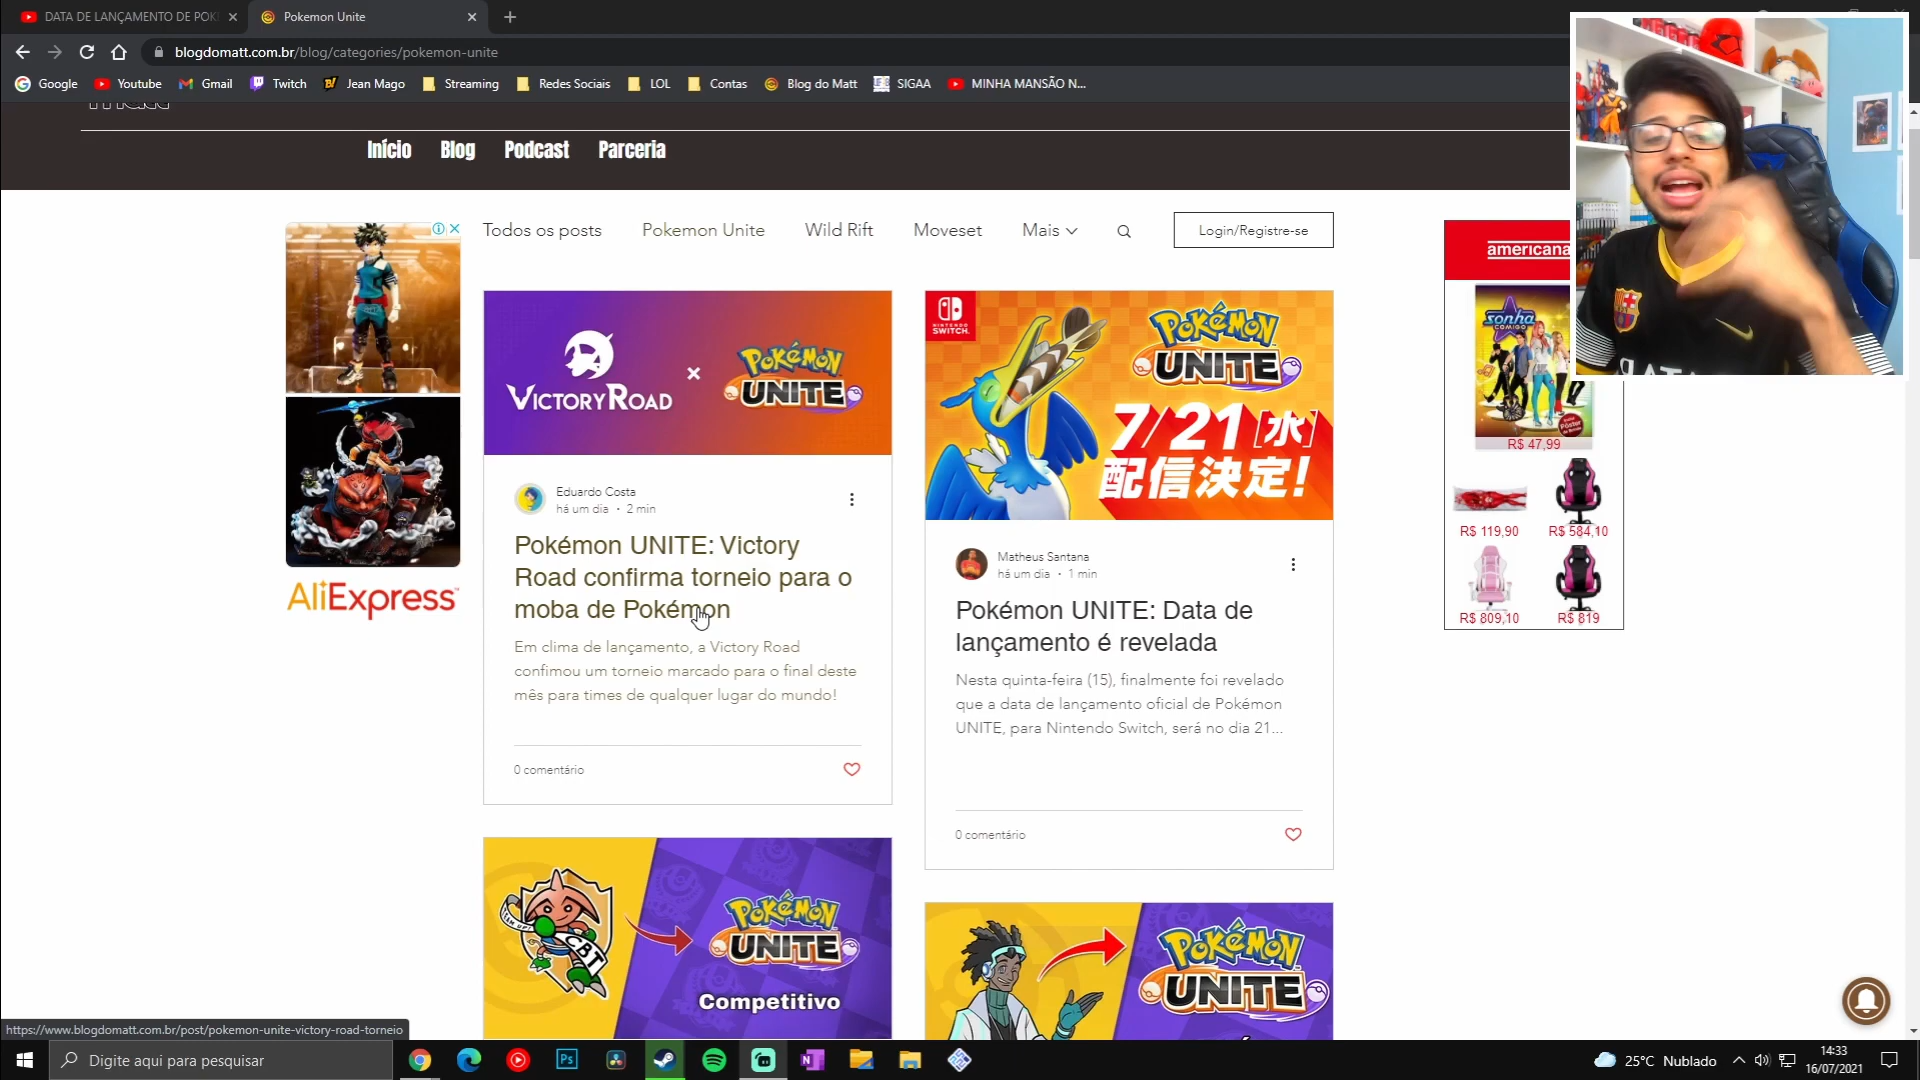 DATA DE LANÇAMENTO DE POK
Pokemon Unite
blogdomatt.com.br/blog/categories/pokemon-unite
Google
Youtube
Gmail
Twitch
Jean Mago
Streaming
Redes Sociais
LOL
Contas
Blog do Matt
SIGAA
MINHA MANSÃO N...
Início
Blog
Podcast
Parceria
Todos os posts
Pokemon Unite
Wild Rift
Moveset
Mais
Login/Registre-se
AliExpress
VICTORY ROAD
×
POKéMON
UNITE
Eduardo Costa
há um dia · 2 min
Pokémon UNITE: Victory
Road confirma torneio para o
moba de Pokémon
Em clima de lançamento, a Victory Road
confimou um torneio marcado para o final deste
mês para times de qualquer lugar do mundo!
0 comentário
NINTENDO
SWITCH.
POKéMON
UNITE
7/21[水]
配信決定!
Matheus Santana
há um dia · 1 min
Pokémon UNITE: Data de
lançamento é revelada
Nesta quinta-feira (15), finalmente foi revelado
que a data de lançamento oficial de Pokémon
UNITE, para Nintendo Switch, será no dia 21...
0 comentário
CBT
POKéMON
UNITE
Competitivo
POKéMON
UNITE
americana
sonha
COMIGO
R$ 47,99
R$ 119,90
R$ 584,10
R$ 809,10
R$ 819
https://www.blogdomatt.com.br/post/pokemon-unite-victory-road-torneio
Digite aqui para pesquisar
25°C Nublado
14:33
16/07/2021